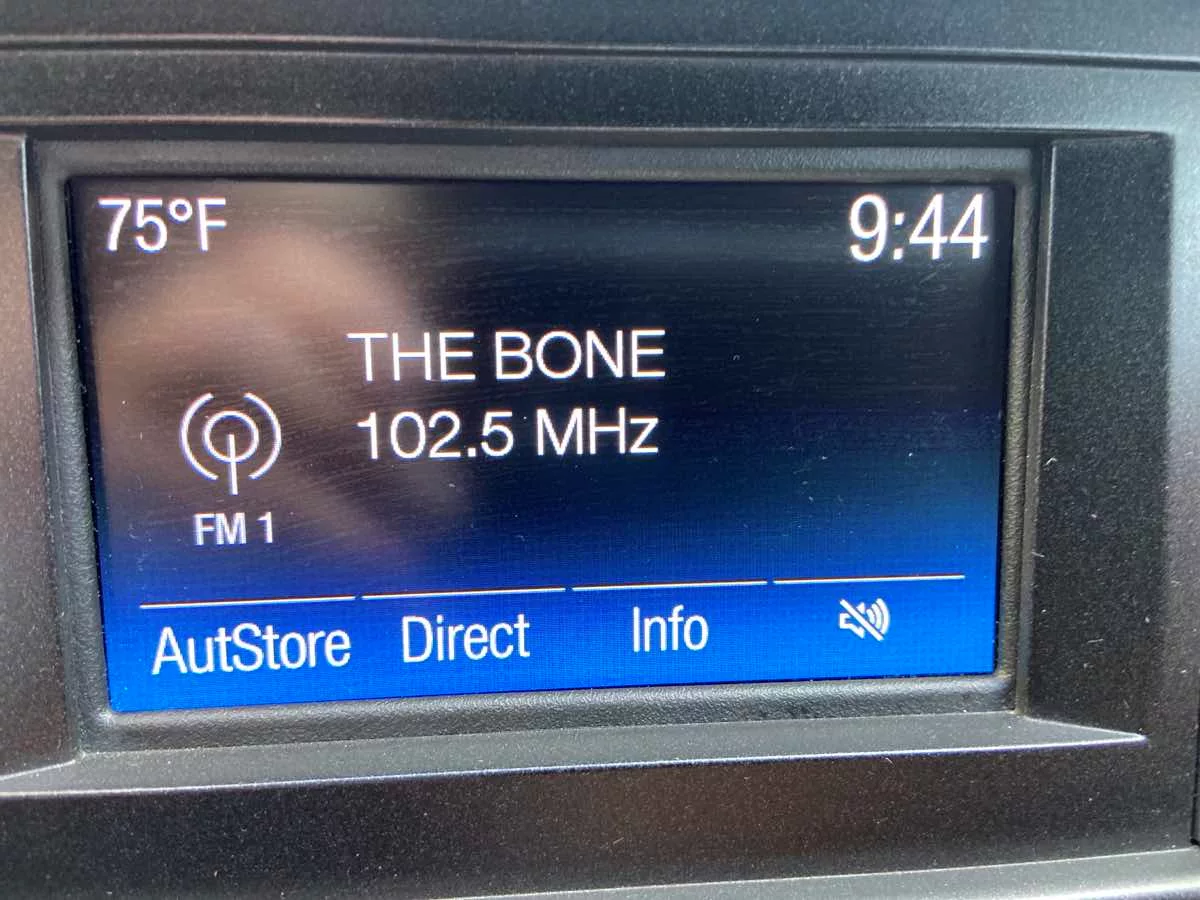 75°F
9:44
THE BONE
102.5 MHz
FM 1
AutStore Direct Info